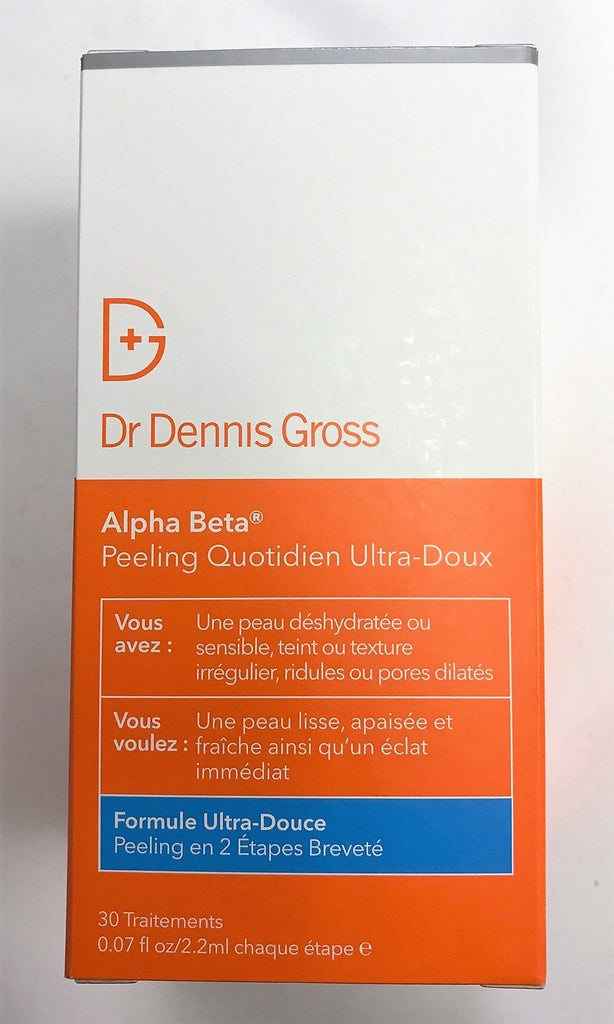 DG
Dr Dennis Gross
Alpha Beta®
Peeling Quotidien Ultra-Doux
Vous avez :
Une peau déshydratée ou
sensible, teint ou texture
irrégulier, ridules ou pores dilatés
Vous voulez :
Une peau lisse, apaisée et
fraîche ainsi qu'un éclat
immédiat
Formule Ultra-Douce
Peeling en 2 Étapes Breveté
30 Traitements
0.07 fl oz/2.2ml chaque étape ℮